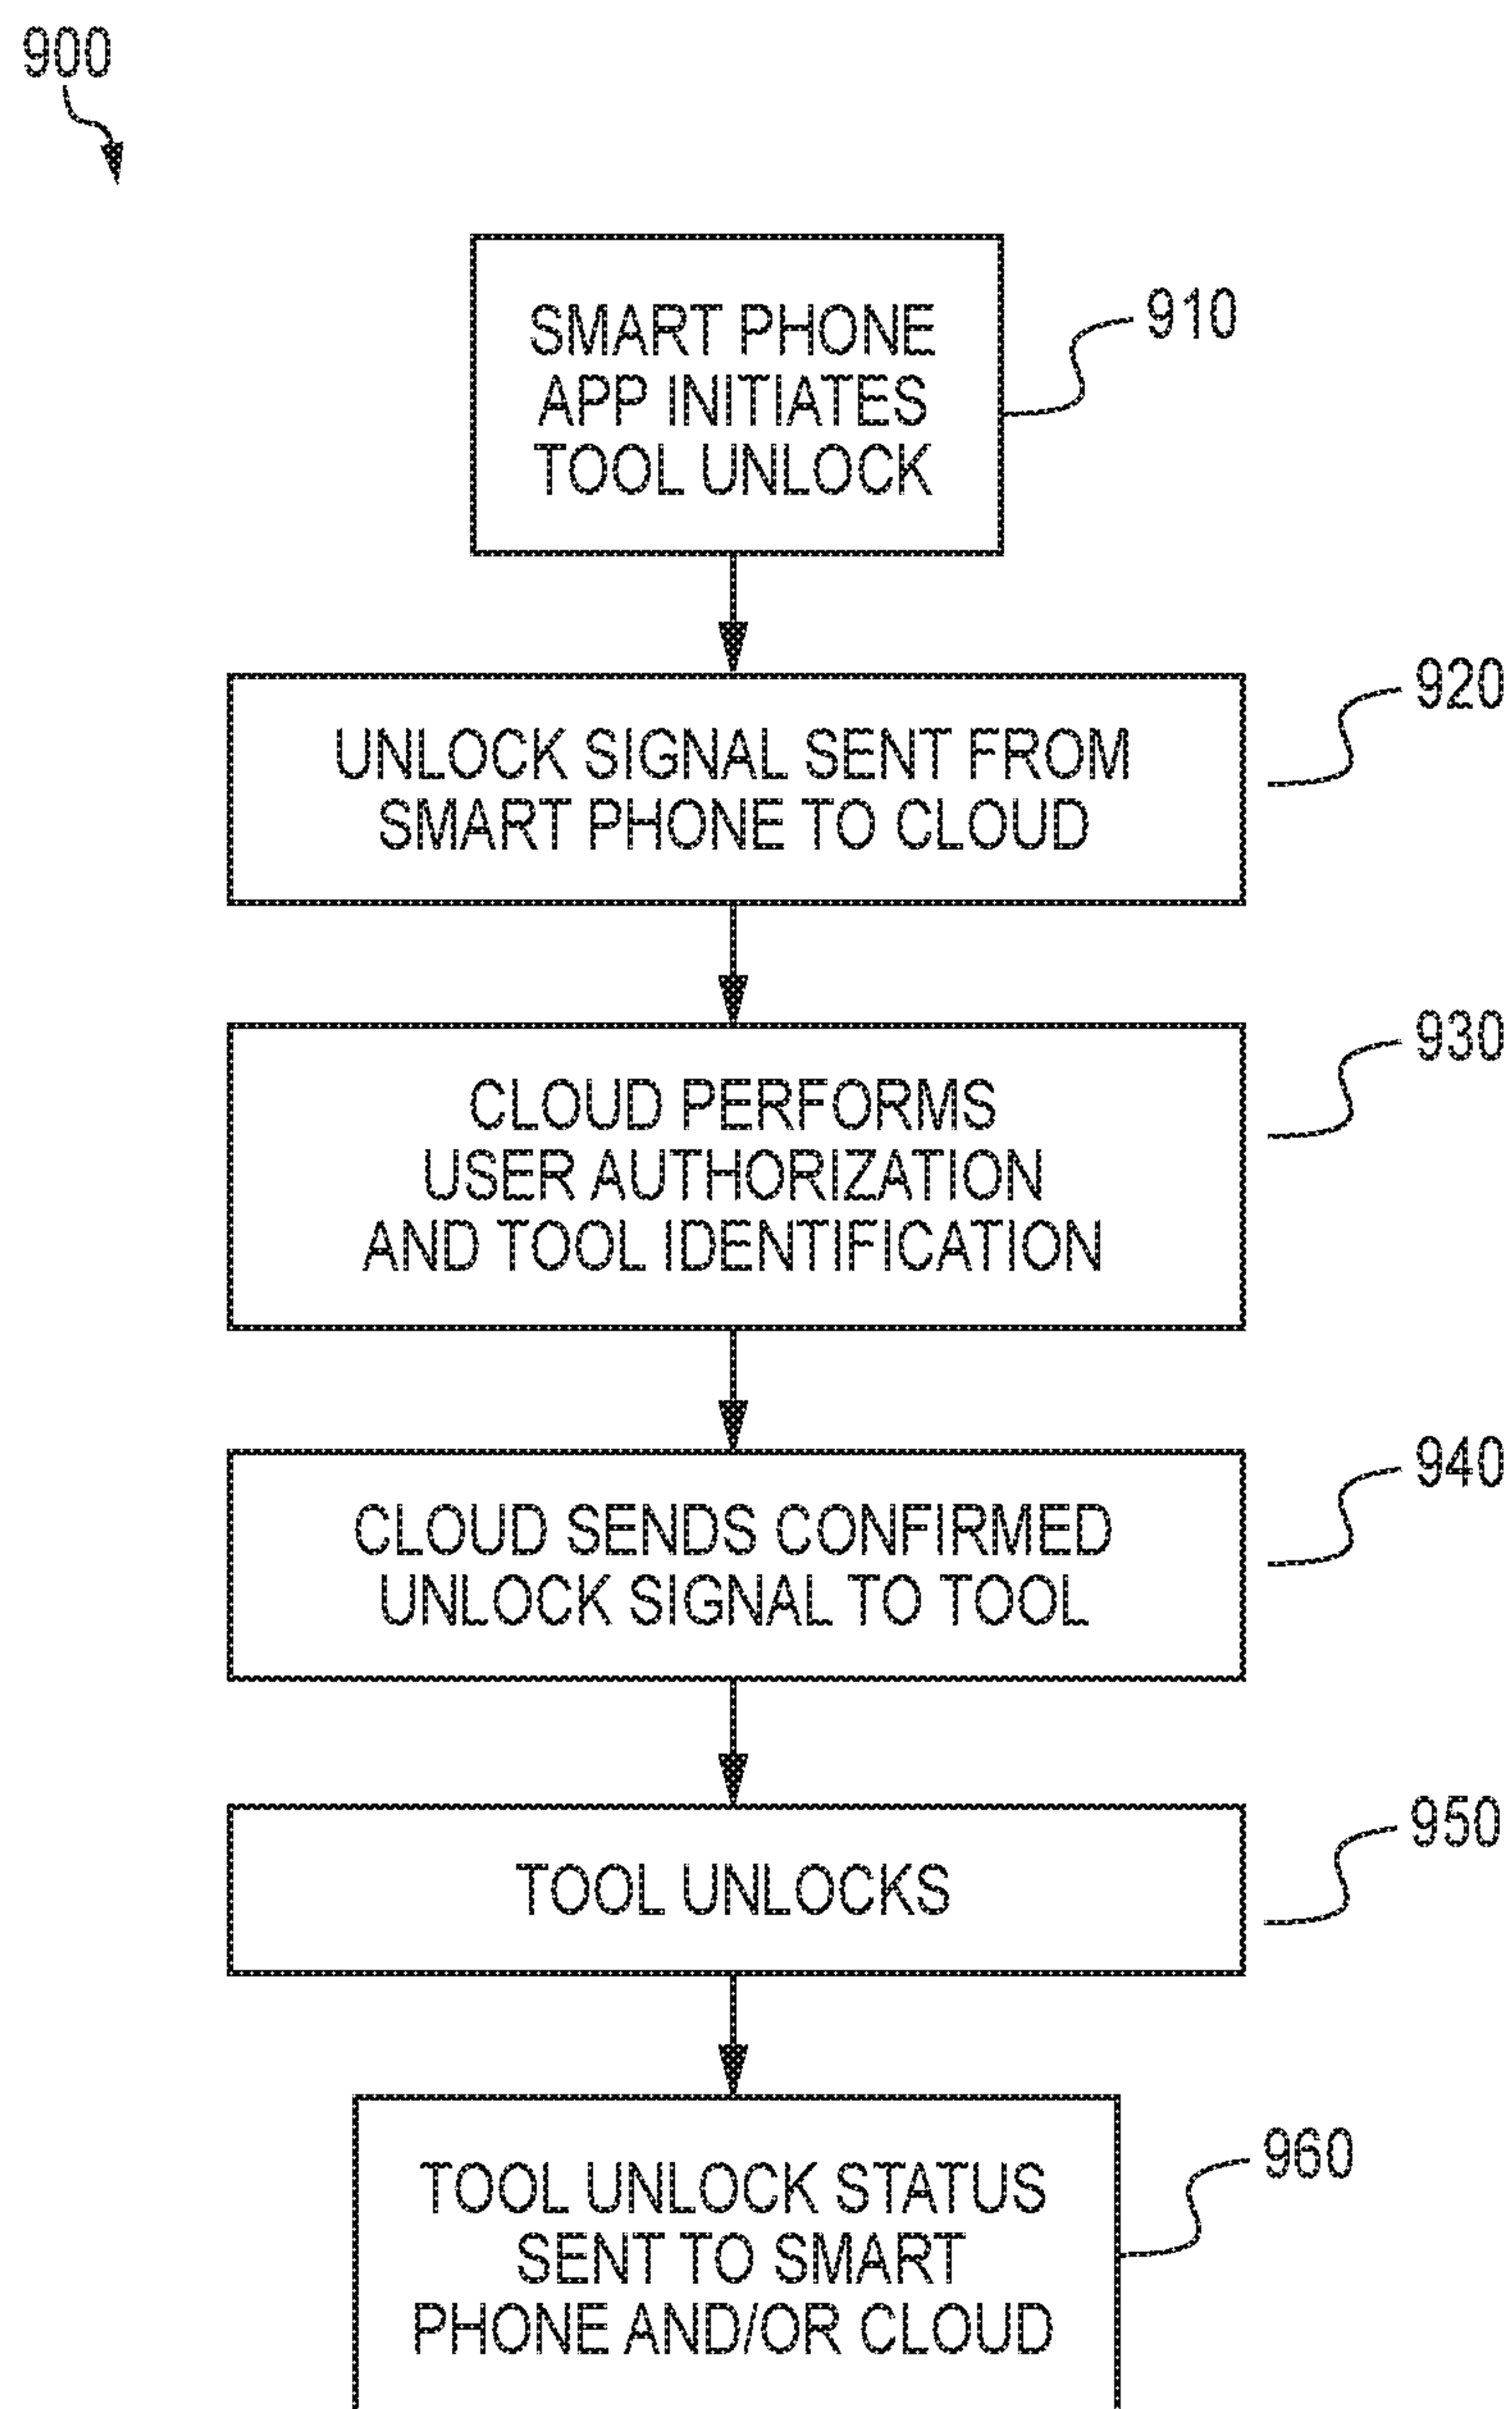 900
SMART PHONE
APP INITIATES
TOOL UNLOCK
910
UNLOCK SIGNAL SENT FROM
SMART PHONE TO CLOUD
920
CLOUD PERFORMS
USER AUTHORIZATION
AND TOOL IDENTIFICATION
930
CLOUD SENDS CONFIRMED
UNLOCK SIGNAL TO TOOL
940
TOOL UNLOCKS
950
TOOL UNLOCK STATUS
SENT TO SMART
PHONE AND/OR CLOUD
960